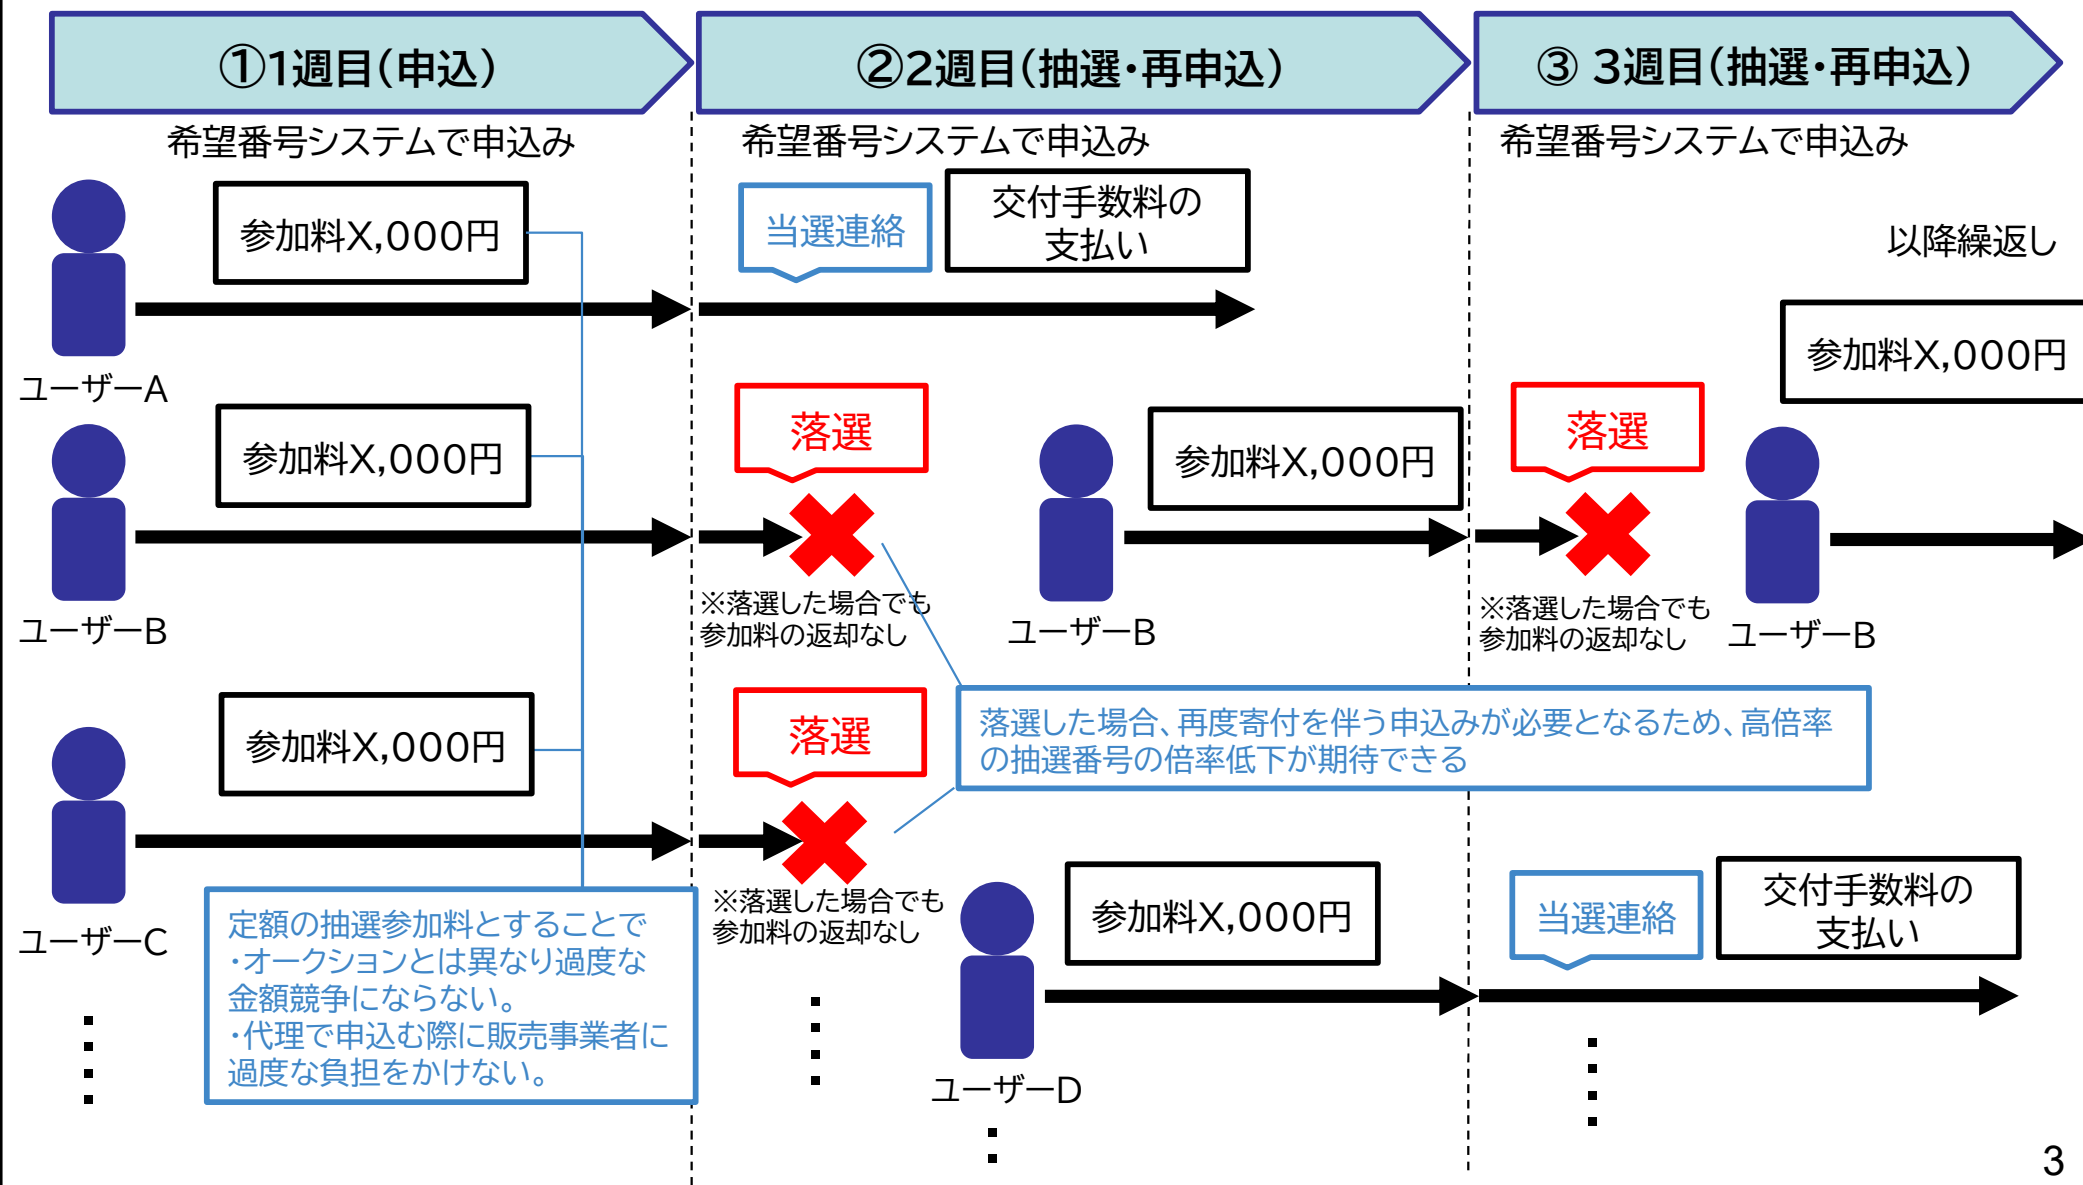 ①1週目(申込)
②2週目(抽選・再申込)
③ 3週目(抽選・再申込)
希望番号システムで申込み
希望番号システムで申込み
希望番号システムで申込み
参加料X,000円
当選連絡
交付手数料の
支払い
以降繰返し
参加料X,000円
ユーザーA
参加料X,000円
落選
参加料X,000円
落選
※落選した場合でも
参加料の返却なし
※落選した場合でも
参加料の返却なし
ユーザーB
ユーザーB
ユーザーB
参加料X,000円
落選
落選した場合、再度寄付を伴う申込みが必要となるため、高倍率
の抽選番号の倍率低下が期待できる
※落選した場合でも
参加料の返却なし
参加料X,000円
当選連絡
交付手数料の
支払い
ユーザーC
定額の抽選参加料とすることで
・オークションとは異なり過度な
金額競争にならない。
・代理で申込む際に販売事業者に
過度な負担をかけない。
ユーザーD
3